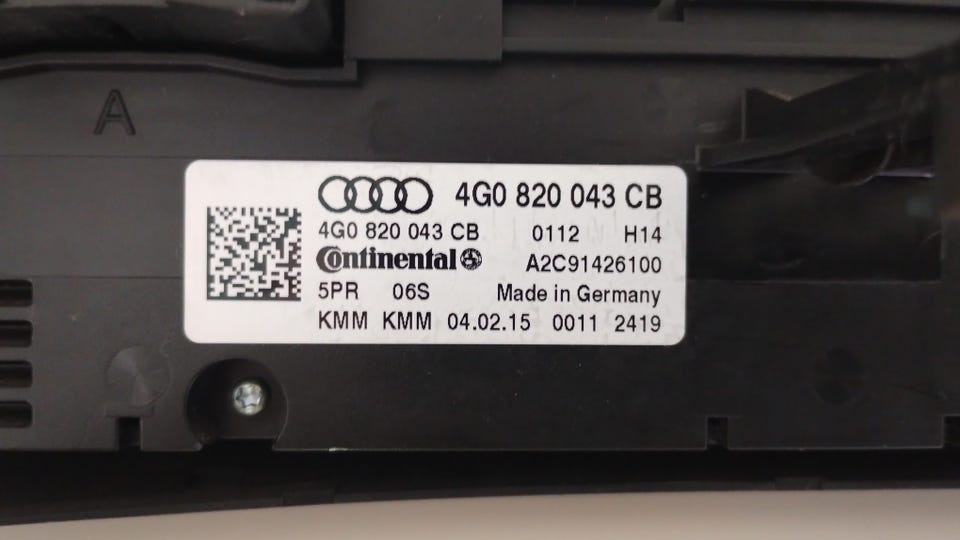 A
4G0 820 043 CB
4G0 820 043 CB 0112 H14
Continental A2C91426100
5PR 06S Made in Germany
KMM KMM 04.02.15 0011 2419